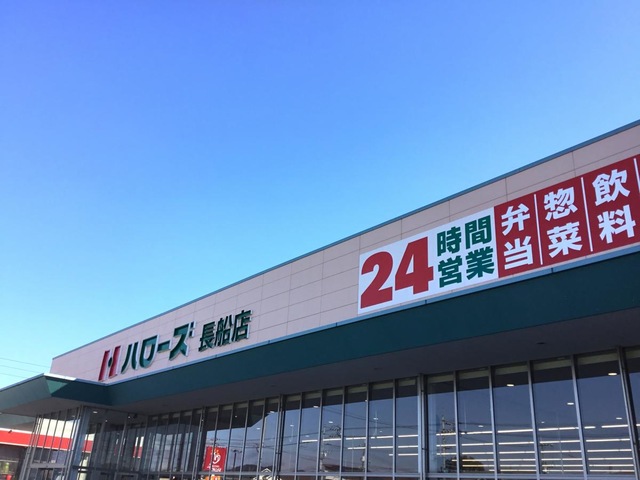 ハローズ 長船店
24時間営業
弁当
惣菜
飲料